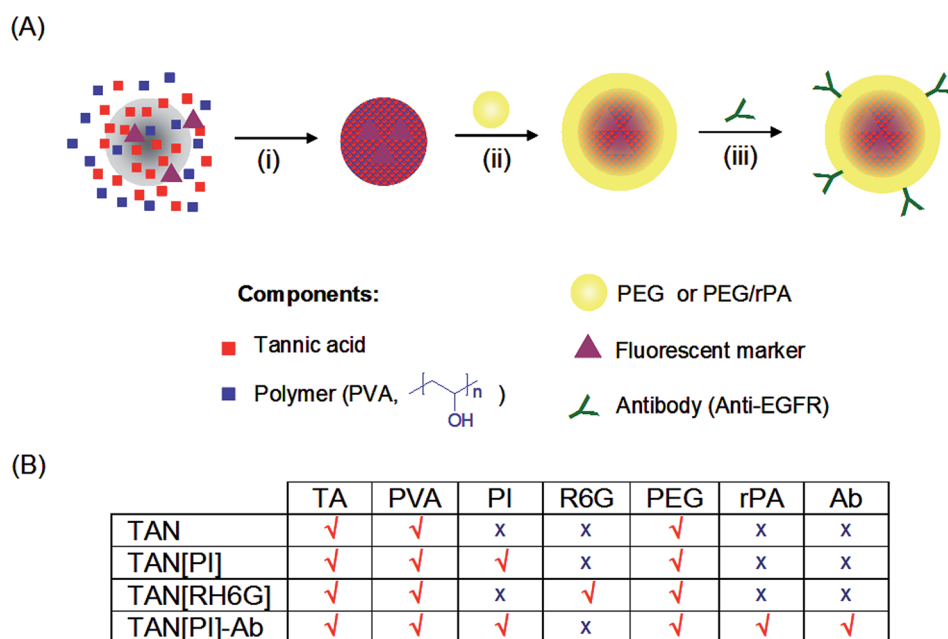 (A)
(i)
(ii)
(iii)
Components:
Tannic acid
Polymer (PVA, n OH )
PEG or PEG/rPA
Fluorescent marker
Antibody (Anti-EGFR)
(B)
TA PVA PI R6G PEG rPA Ab
TAN √ √ x x √ x x
TAN[PI] √ √ √ x √ x x
TAN[RH6G] √ √ x √ √ x x
TAN[PI]-Ab √ √ √ x √ √ √